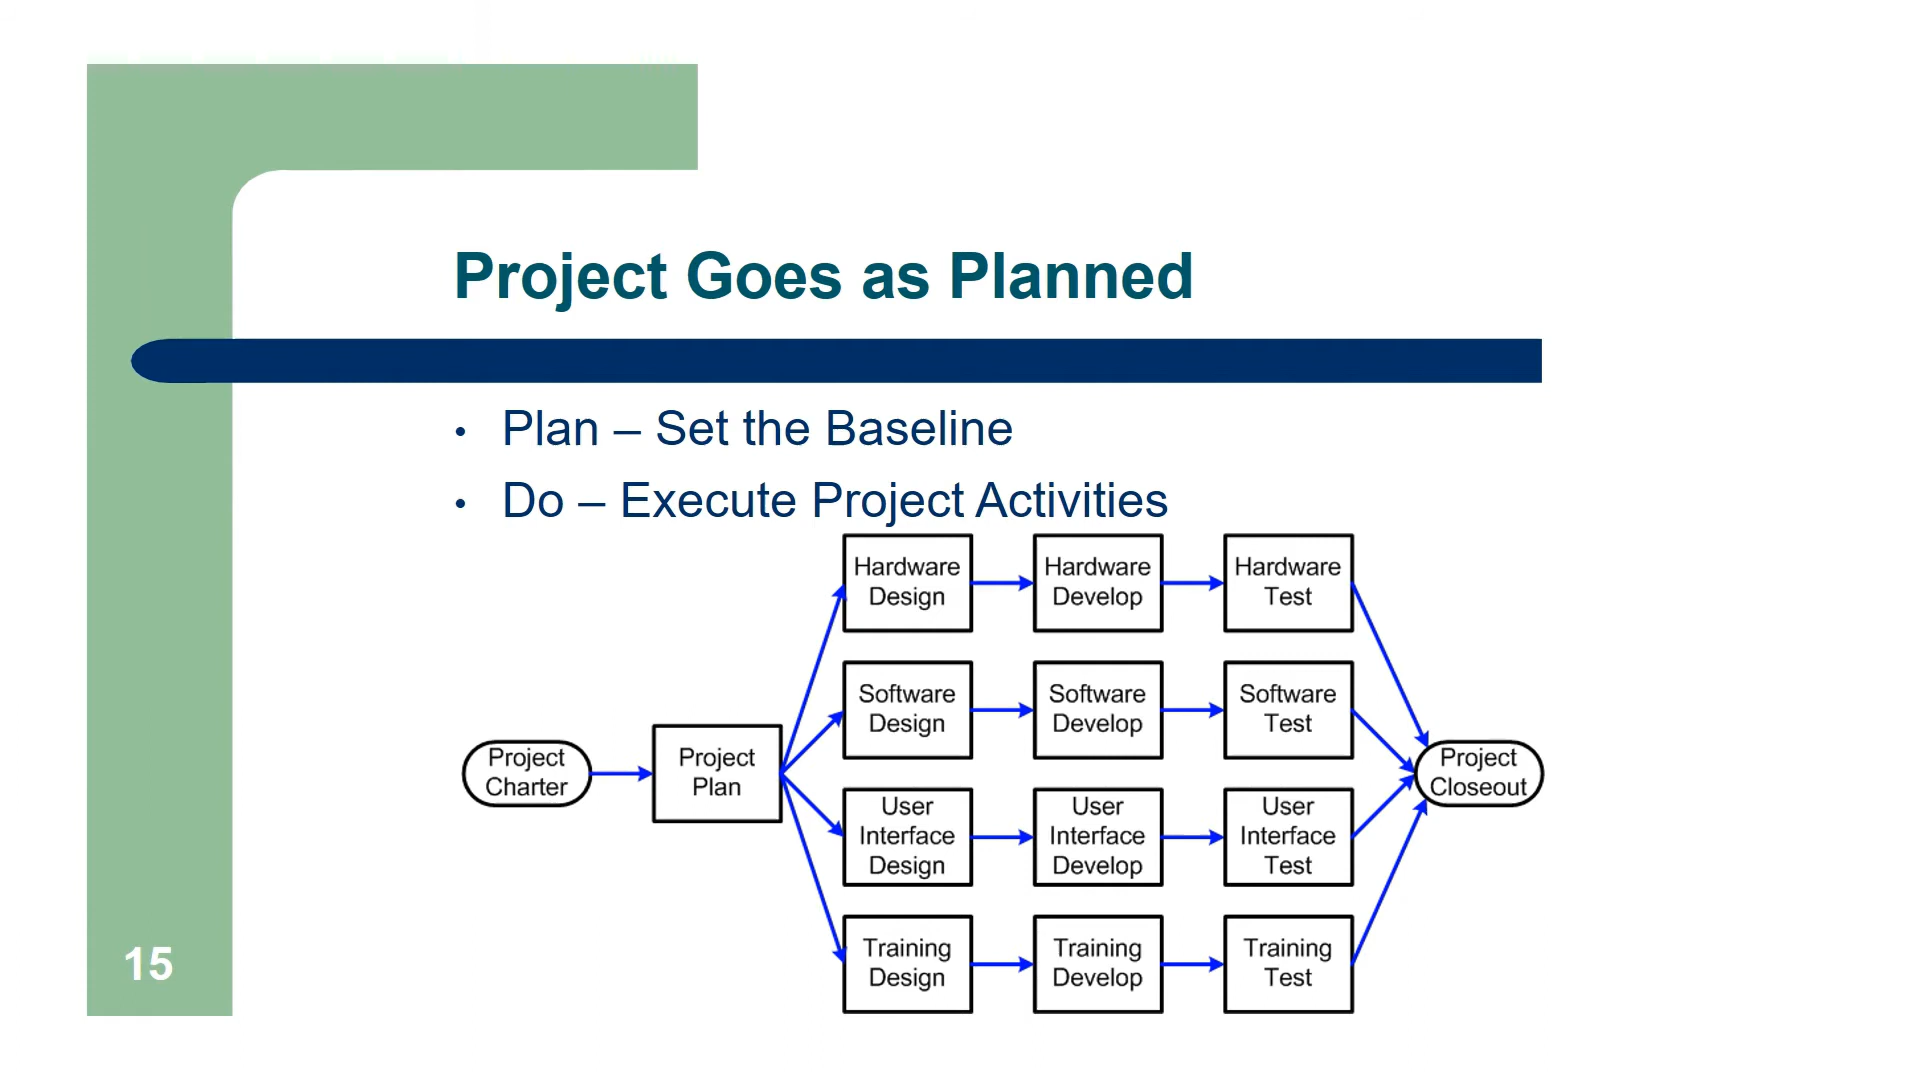 Project Goes as Planned
• Plan – Set the Baseline
• Do – Execute Project Activities
Project
Charter
Project
Plan
Hardware
Design
Hardware
Develop
Hardware
Test
Software
Design
Software
Develop
Software
Test
User
Interface
Design
User
Interface
Develop
User
Interface
Test
Training
Design
Training
Develop
Training
Test
Project
Closeout
15